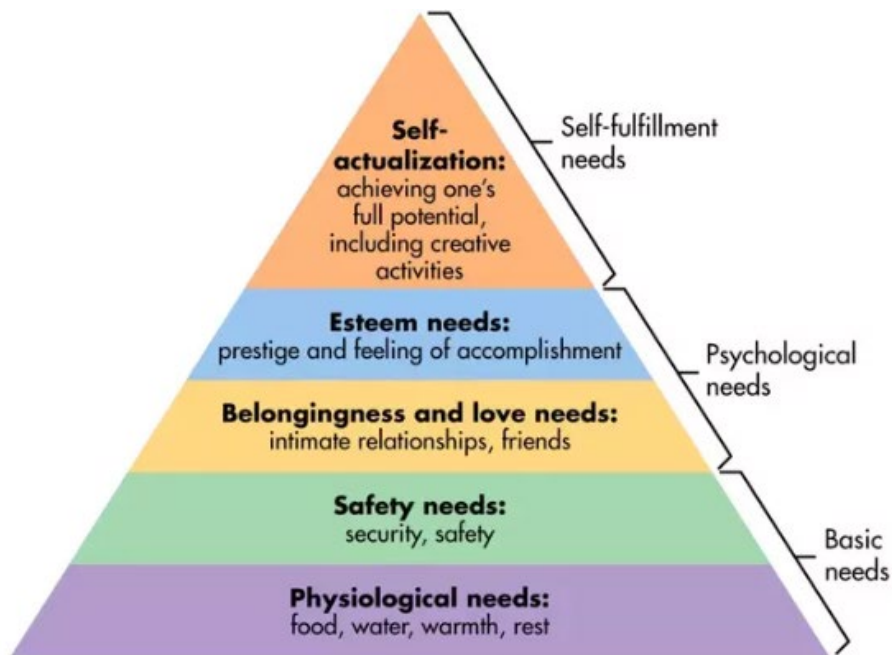 Self-
actualization:
achieving one's
full potential,
including creative
activities
Self-fulfillment
needs
Esteem needs:
prestige and feeling of accomplishment
Psychological
needs
Belongingness and love needs:
intimate relationships, friends
Safety needs:
security, safety
Basic
needs
Physiological needs:
food, water, warmth, rest